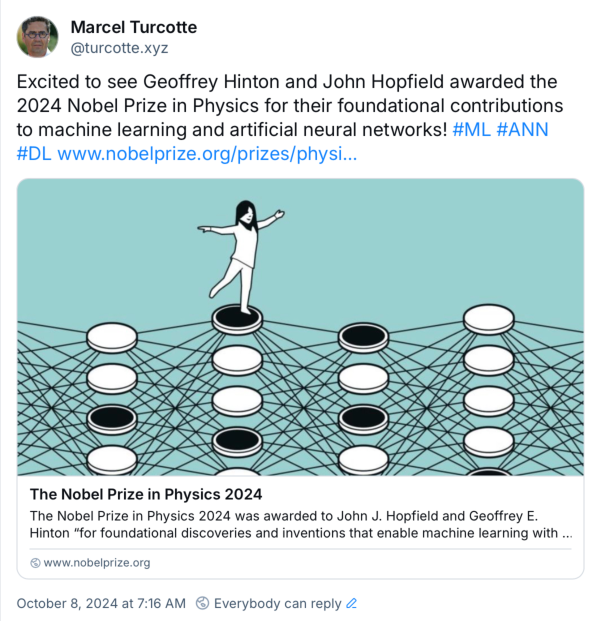 Marcel Turcotte
@turcotte.xyz
Excited to see Geoffrey Hinton and John Hopfield awarded the
2024 Nobel Prize in Physics for their foundational contributions
to machine learning and artificial neural networks! #ML #ANN
#DL www.nobelprize.org/prizes/physi...
The Nobel Prize in Physics 2024
The Nobel Prize in Physics 2024 was awarded to John J. Hopfield and Geoffrey E.
Hinton “for foundational discoveries and inventions that enable machine learning with ...
www.nobelprize.org
October 8, 2024 at 7:16 AM Everybody can reply